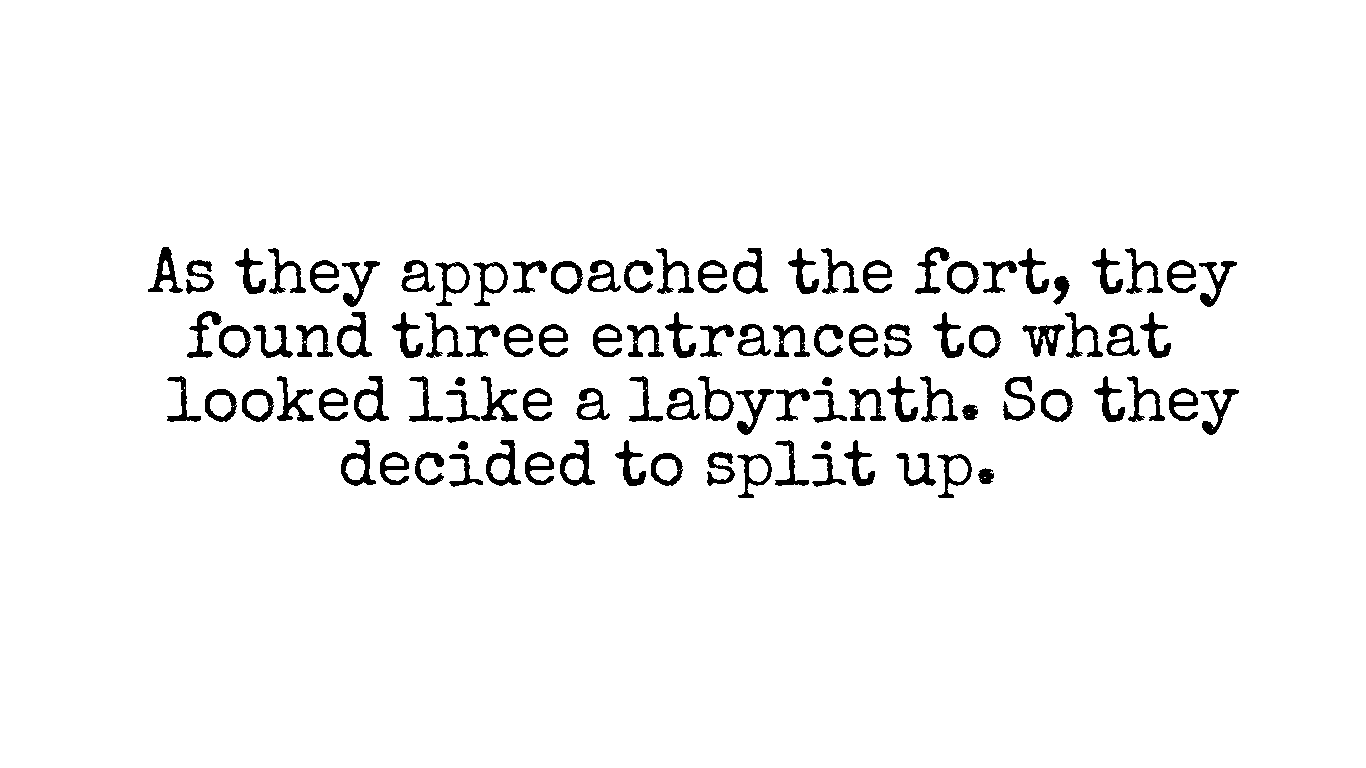 As they approached the fort, they
found three entrances to what
looked like a labyrinth. So they
decided to split up.